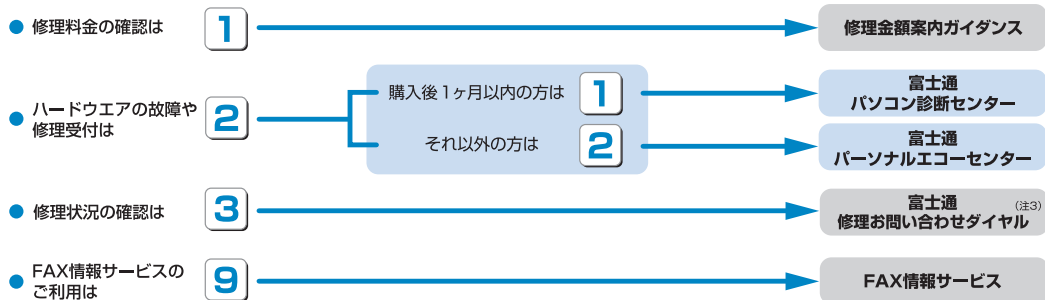 ● 修理料金の確認は 1 修理金額案内ガイダンス
● ハードウエアの故障や
修理受付は 2
購入後1ヶ月以内の方は 1 富士通
パソコン診断センター
それ以外の方は 2 富士通
パーソナルエコーセンター
● 修理状況の確認は 3 富士通 (注3)
修理お問い合わせダイヤル
● FAX情報サービスの
ご利用は 9 FAX情報サービス